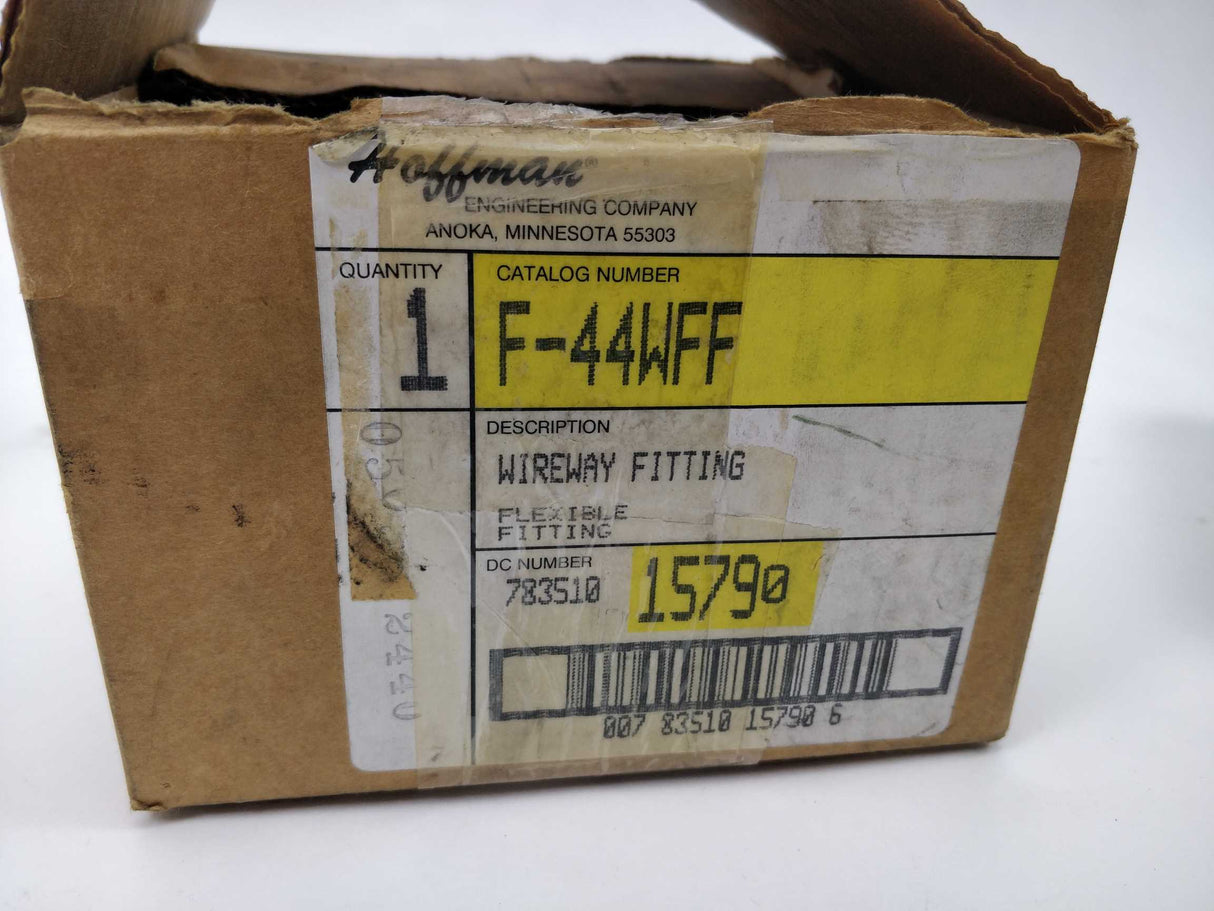 Hoffman®
ENGINEERING COMPANY
ANOKA, MINNESOTA 55303
QUANTITY
1
CATALOG NUMBER
F-44WFF
DESCRIPTION
WIREWAY FITTING
FLEXIBLE
FITTING
DC NUMBER
783510 15790
007 83510 15790 6